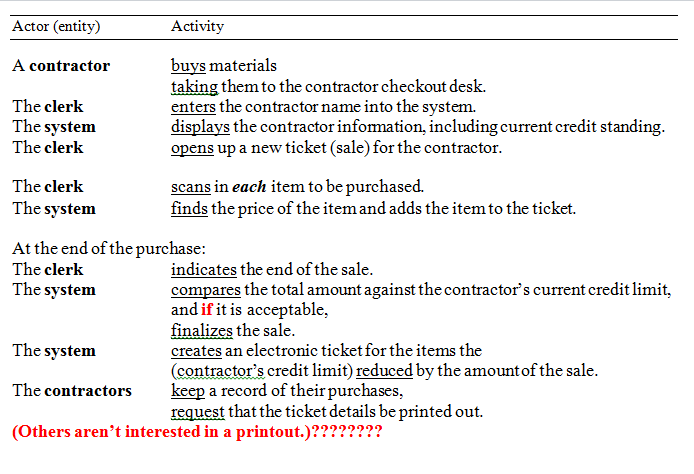 Actor (entity) Activity
A contractor buys materials
taking them to the contractor checkout desk.
The clerk enters the contractor name into the system.
The system displays the contractor information, including current credit standing.
The clerk opens up a new ticket (sale) for the contractor.
The clerk scans in each item to be purchased.
The system finds the price of the item and adds the item to the ticket.
At the end of the purchase:
The clerk indicates the end of the sale.
The system compares the total amount against the contractor's current credit limit,
and if it is acceptable,
finalizes the sale.
The system creates an electronic ticket for the items the
(contractor's credit limit) reduced by the amount of the sale.
The contractors keep a record of their purchases,
request that the ticket details be printed out.
(Others aren't interested in a printout.)????????